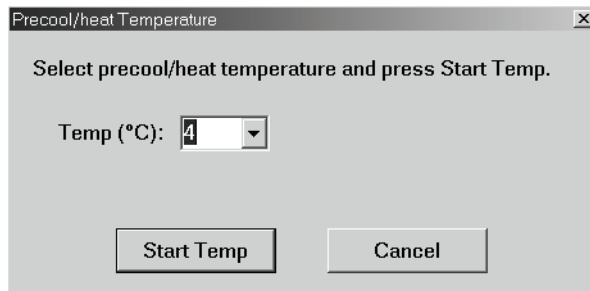 Precool/heat Temperature
Select precool/heat temperature and press Start Temp.
Temp (°C): 4
Start Temp Cancel